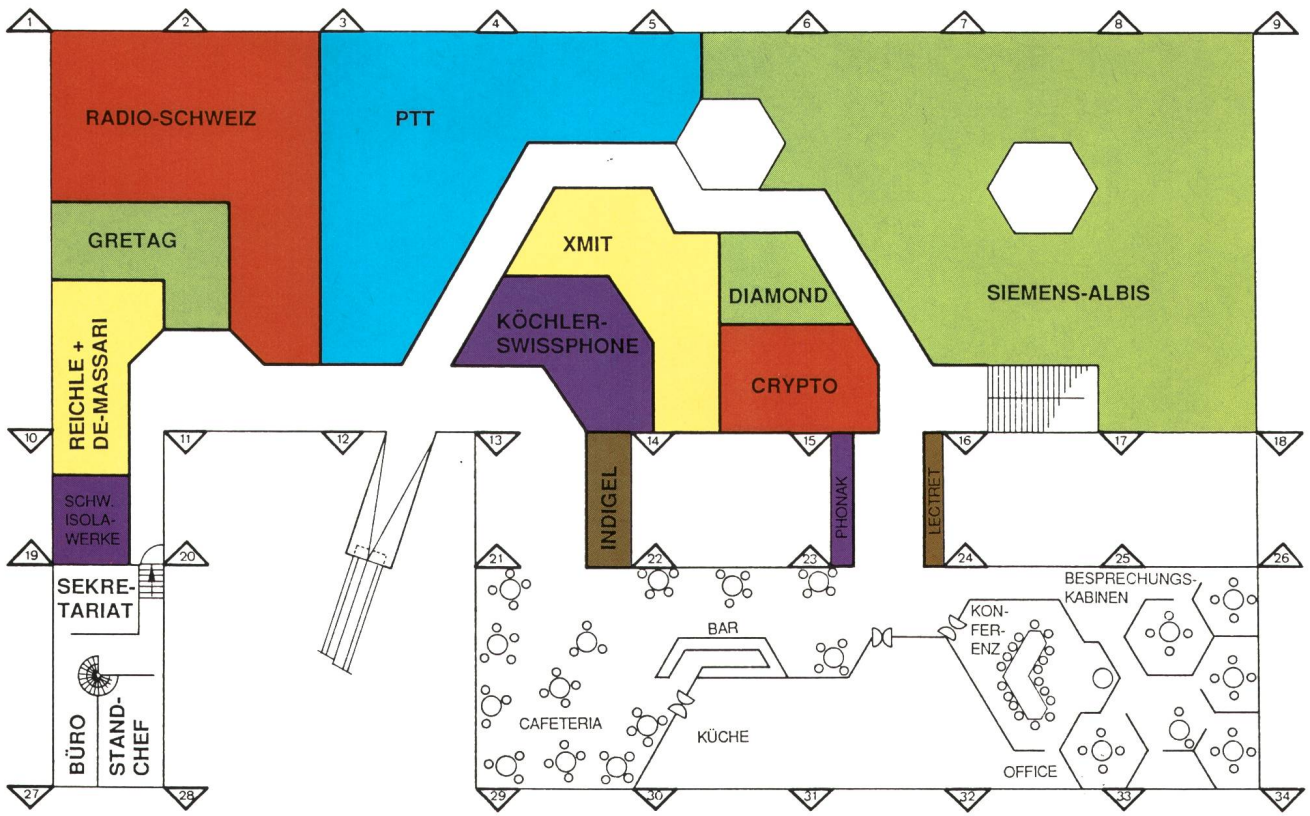 1
2
3
4
5
6
7
8
9
RADIO-SCHWEIZ
PTT
GRETAG
XMIT
DIAMOND
SIEMENS-ALBIS
KÖCHLER-
SWISSPHONE
REICHLE +
DE-MASSARI
CRYPTO
10
11
12
13
14
15
16
17
18
SCHW.
ISOLA-
WERKE
INDIGEL
PHONAK
LECTRET
19
20
21
22
23
24
25
26
SEKRE-
TARIAT
BESPRECHUNGS-
KABINEN
KON-
FER-
ENZ
BAR
CAFETERIA
KÜCHE
BÜRO
STAND-
CHEF
OFFICE
27
28
29
30
31
32
33
34